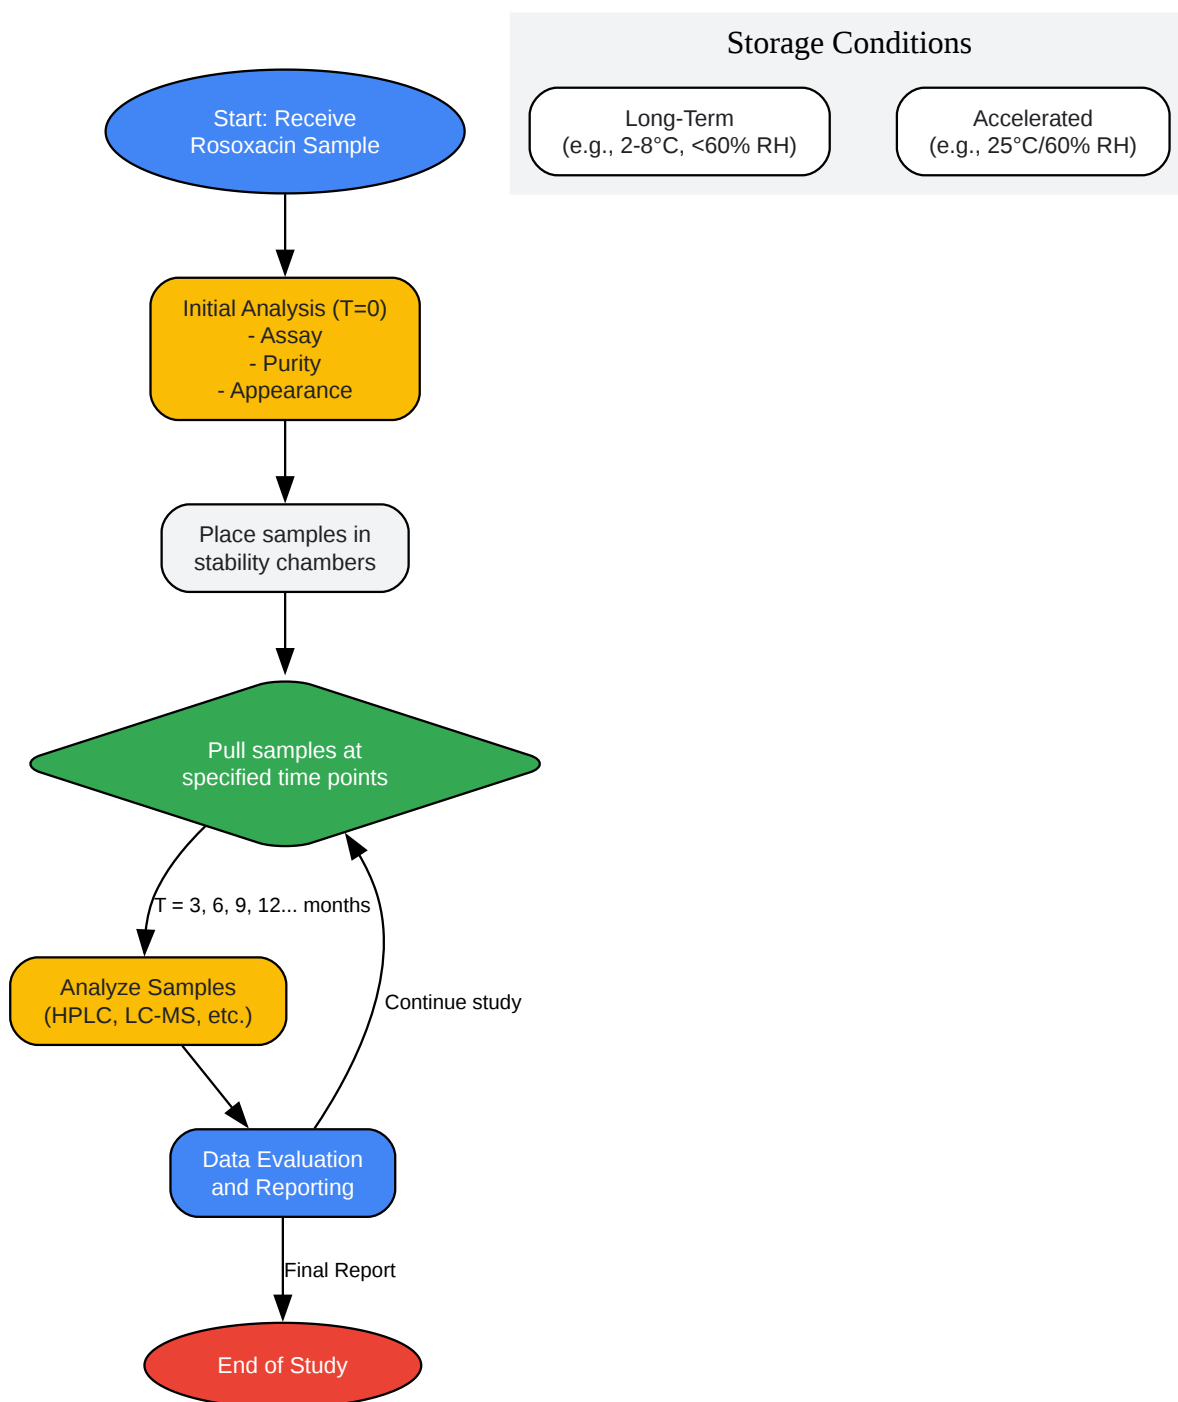 Storage Conditions
Long-Term
(e.g., 2-8°C, <60% RH)
Accelerated
(e.g., 25°C/60% RH)
Start: Receive
Rosoxacin Sample
Initial Analysis (T=0)
- Assay
- Purity
- Appearance
Place samples in
stability chambers
Pull samples at
specified time points
T = 3, 6, 9, 12... months
Analyze Samples
(HPLC, LC-MS, etc.)
Continue study
Data Evaluation
and Reporting
Final Report
End of Study